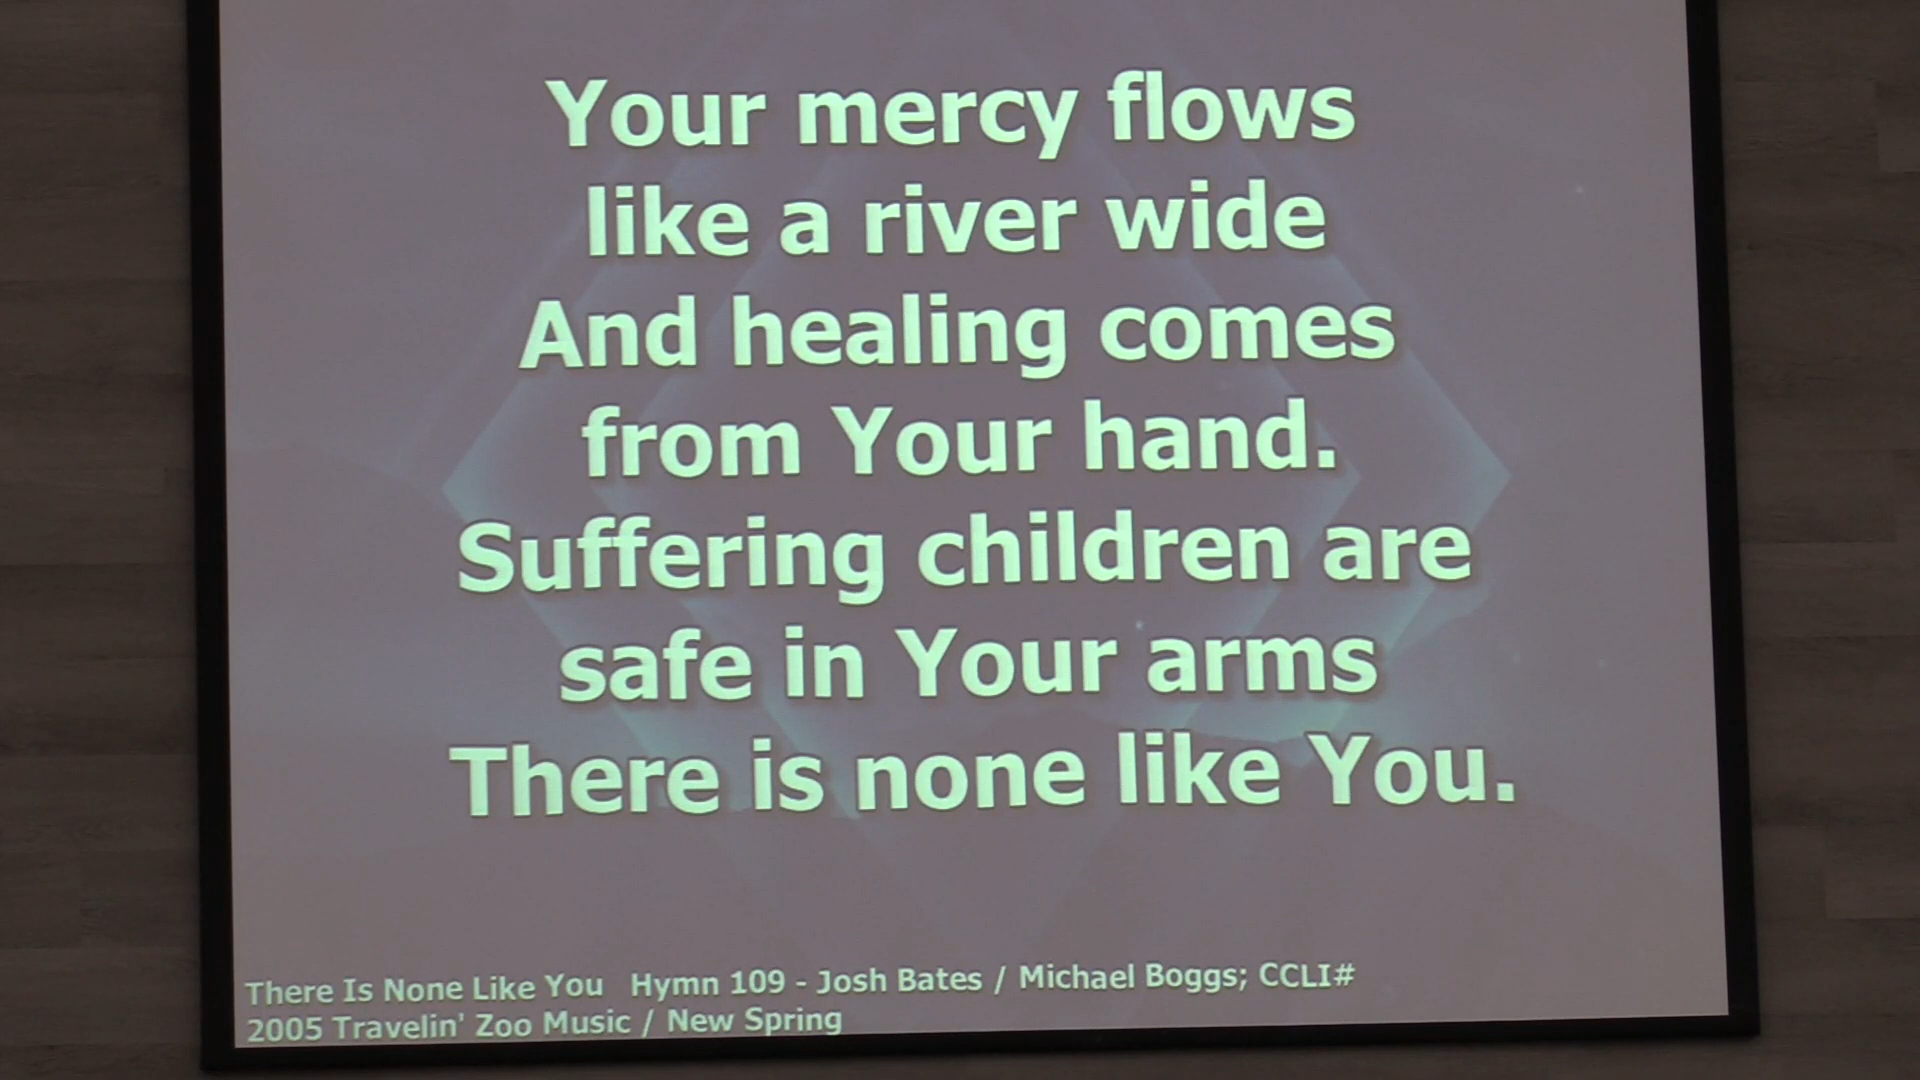 Your mercy flows
like a river wide
And healing comes
from Your hand.
Suffering children are
safe in Your arms
There is none like You.
There Is None Like You Hymn 109 - Josh Bates / Michael Boggs; CCLI#
2005 Travelin' Zoo Music / New Spring